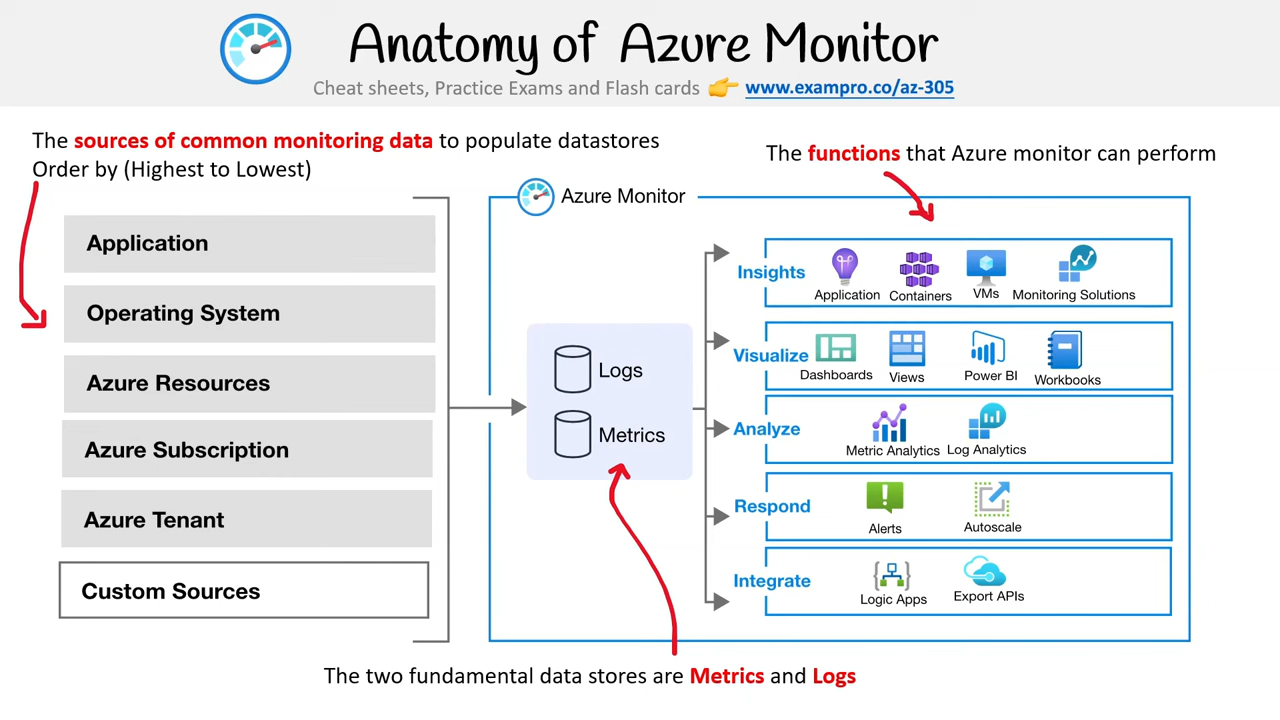 Anatomy of Azure Monitor
Cheat sheets, Practice Exams and Flash cards 👉 www.exampro.co/az-305
The sources of common monitoring data to populate datastores
Order by (Highest to Lowest)
Application
Operating System
Azure Resources
Azure Subscription
Azure Tenant
Custom Sources
The functions that Azure monitor can perform
Azure Monitor
Logs
Metrics
Insights
Application
Containers
VMs
Monitoring Solutions
Visualize
Dashboards
Views
Power BI
Workbooks
Analyze
Metric Analytics
Log Analytics
Respond
Alerts
Autoscale
Integrate
Logic Apps
Export APIs
The two fundamental data stores are Metrics and Logs